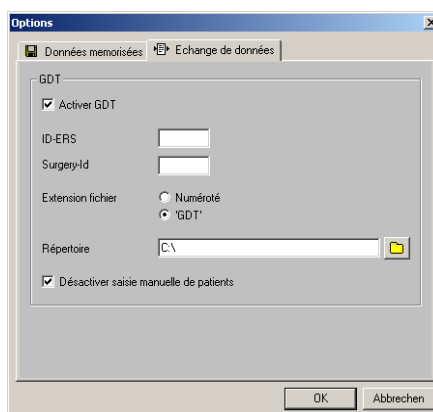 Options
Données memorisées
Echange de données
GDT
Activer GDT
ID-ERS
Surgery-Id
Extension fichier
Numéroté
'GDT'
Répertoire
C:\
Désactiver saisie manuelle de patients
OK
Abbrechen